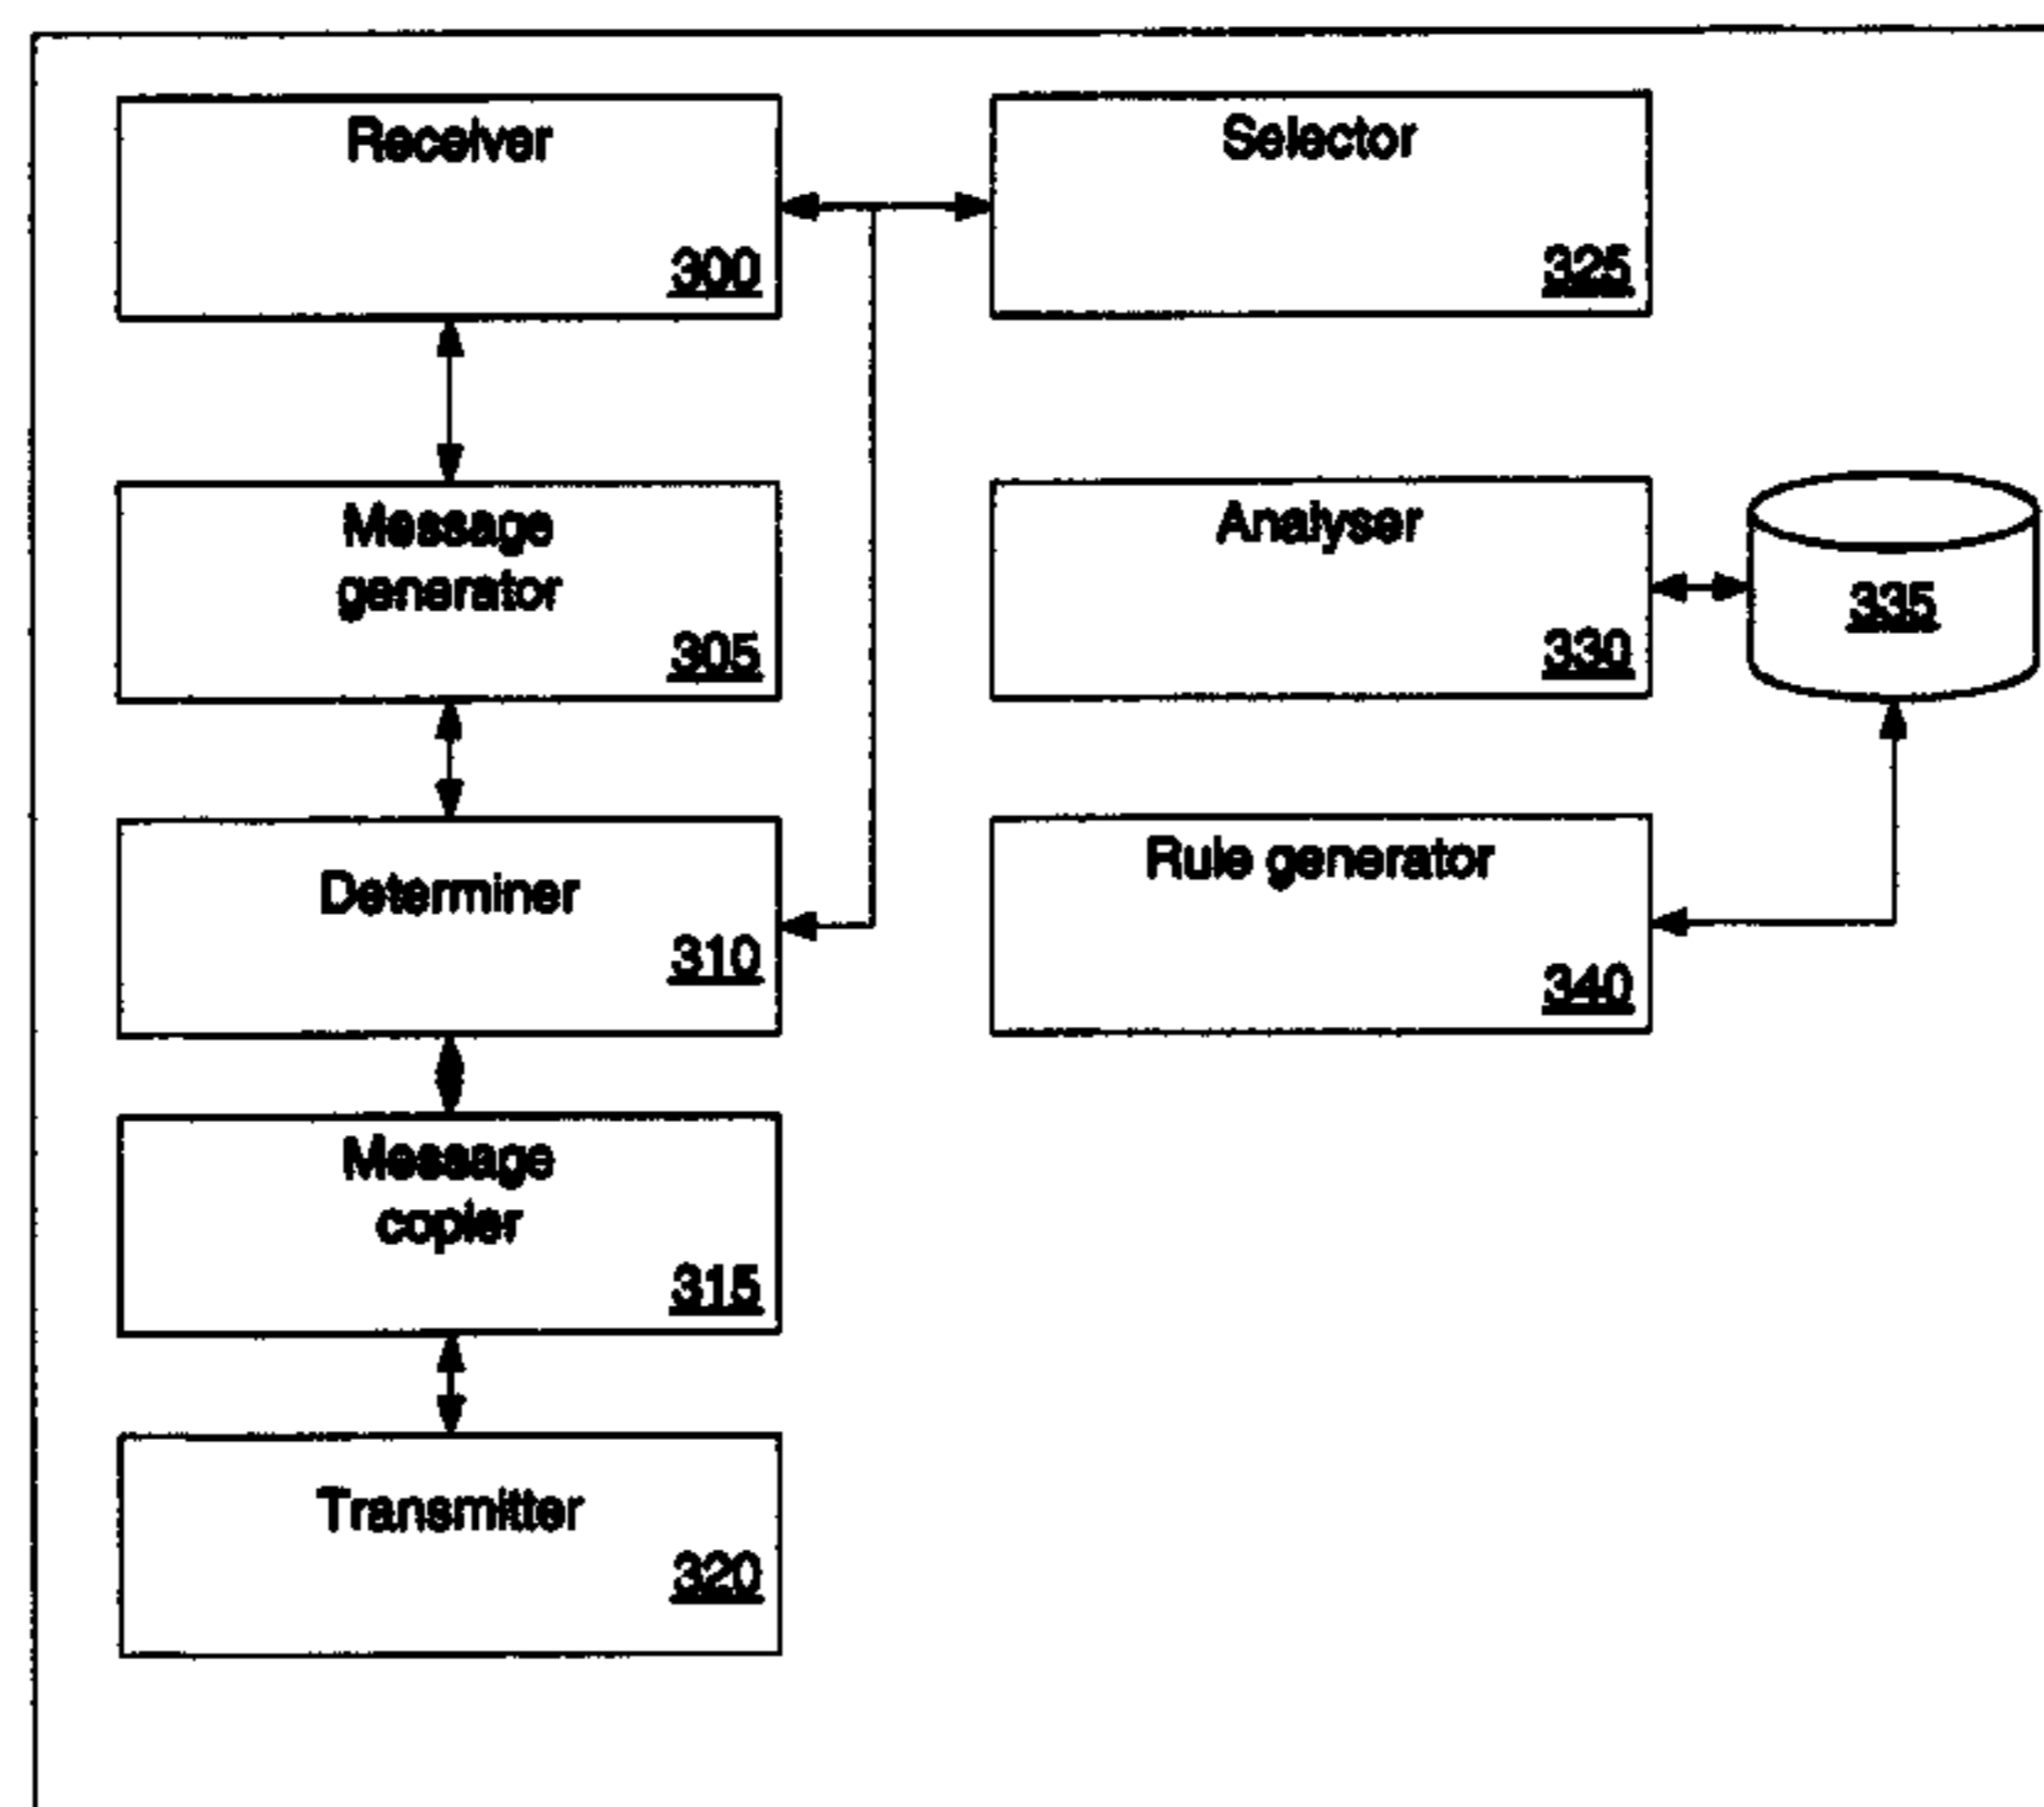 Receiver
300
Selector
325
Message
generator
305
Analyser
330
335
Determiner
310
Rule generator
340
Message
copier
315
Transmitter
320